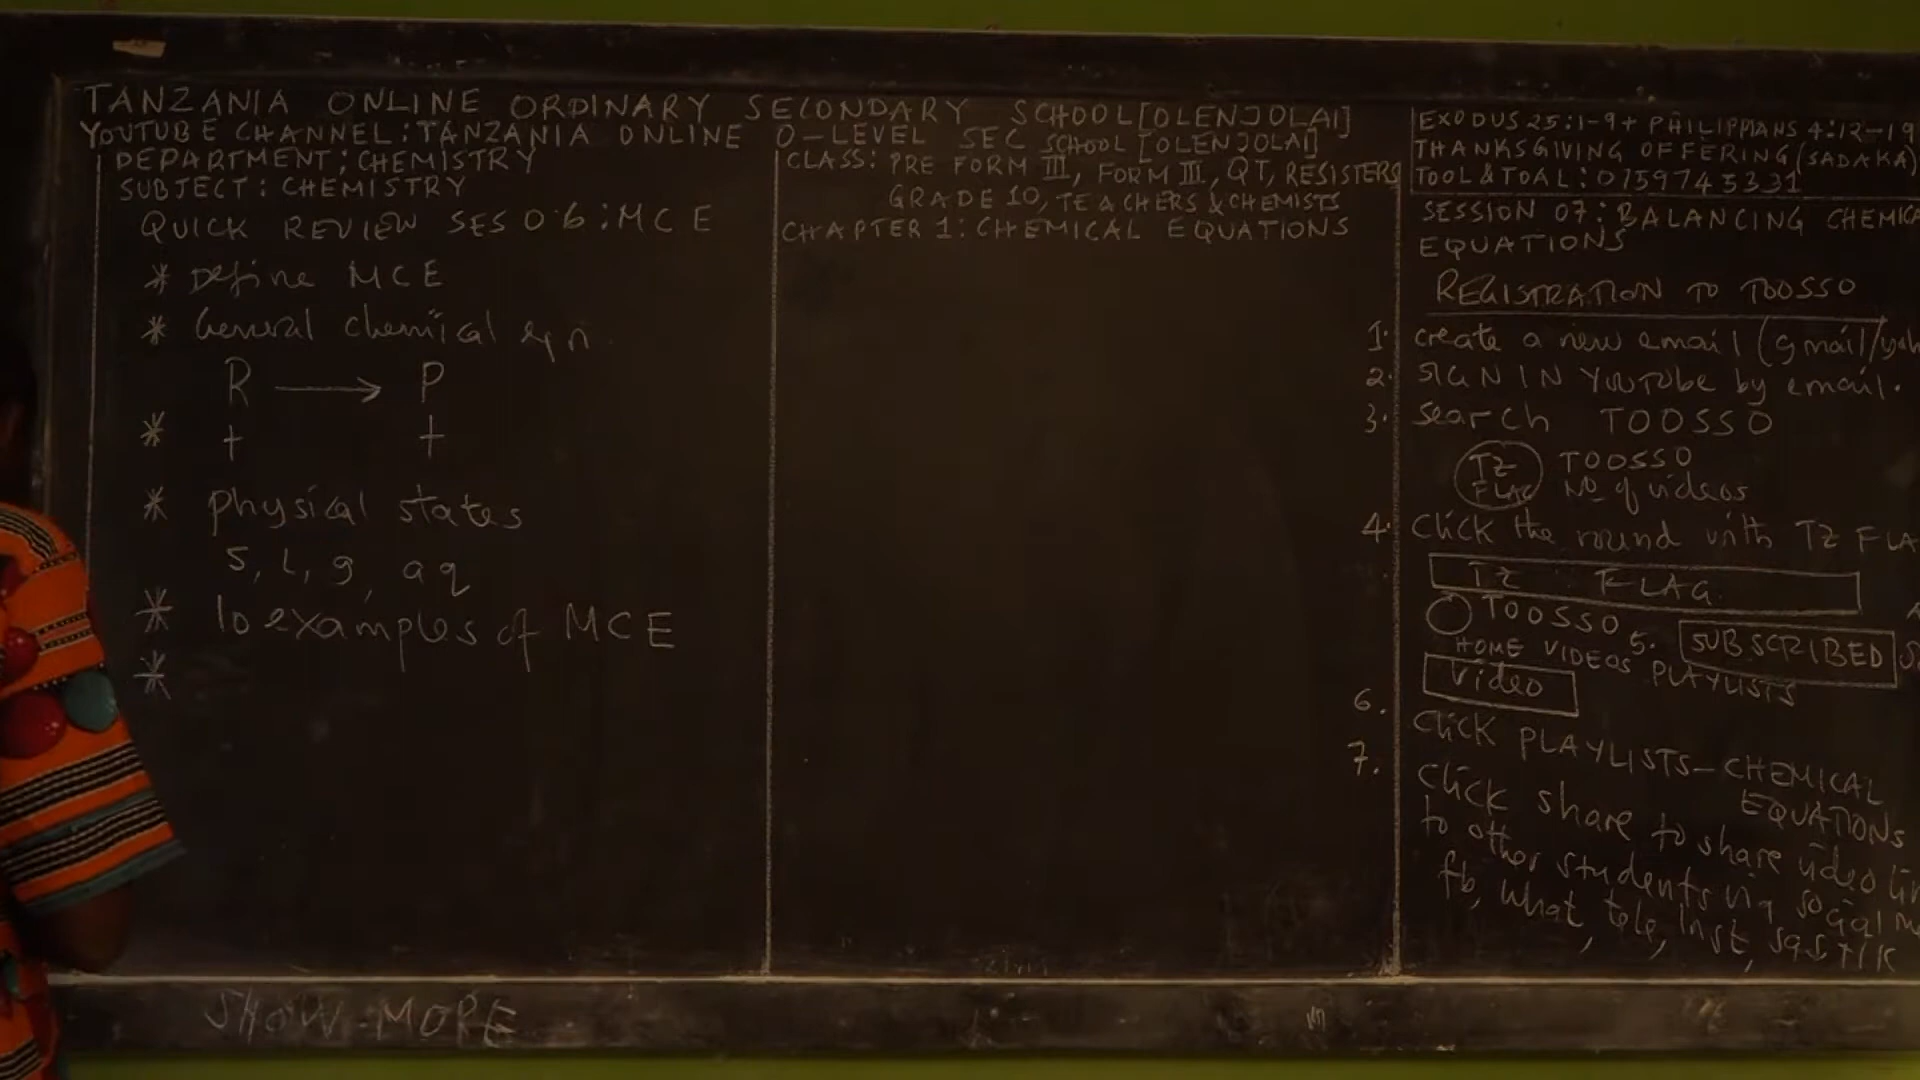 TANZANIA ONLINE ORDINARY SECONDARY SCHOOL [OLENJOLAI]
YOUTUBE CHANNEL: TANZANIA ONLINE O-LEVEL SEC SCHOOL [OLENJOLAI]
DEPARTMENT: CHEMISTRY
SUBJECT: CHEMISTRY
QUICK REVIEW SES 06: MCE
* Define MCE
* General chemical eqn.
R → P
* + +
* physical states
s, L, g, aq
* 10 examples of MCE
*
CLASS: PRE FORM III, FORM III, QT, RESISTERS
GRADE 10, TEACHERS & CHEMISTS
CHAPTER 1: CHEMICAL EQUATIONS
EXODUS 25:1-9 + PHILIPPIANS 4:12-19
THANKSGIVING OFFERING (SADAKA)
TOOL & TOAL: 0759743331
SESSION 07: BALANCING CHEMICA
EQUATIONS
REGISTRATION TO TOOSSO
1. create a new email (gmail/yah
2. SIGN IN YOUTUBE by email.
3. search TOOSSO
TZ FLAG TOOSSO
No of videos
4. Click the round with TZ FLA
TZ FLAG
TOOSSO 5. SUBSCRIBED
HOME VIDEOS PLAYLISTS
Video
6. Click PLAYLISTS - CHEMICAL
EQUATIONS
7. Click share to share video lin
to other students via social m
fb, what, tele, Inst,
SHOW MORE